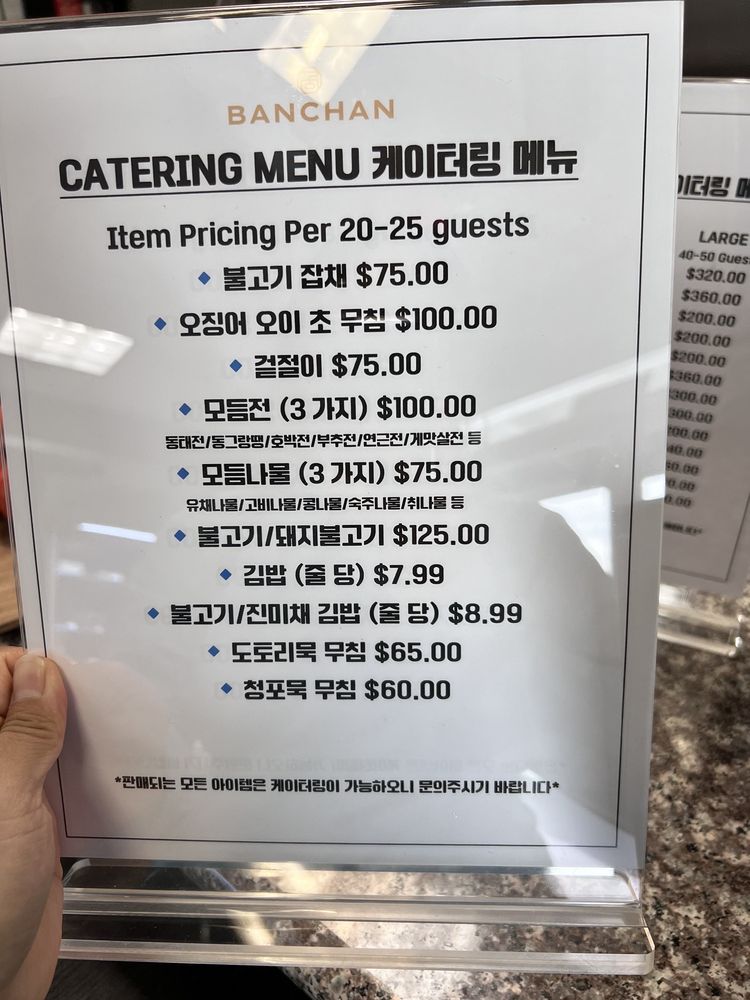 BANCHAN
CATERING MENU 케이터링 메뉴
Item Pricing Per 20-25 guests
불고기 잡채 $75.00
오징어 오이 초 무침 $100.00
겉절이 $75.00
모듬전 (3 가지) $100.00
동태전/동그랑땡/호박전/부추전/연근전/게맛살전 등
모듬나물 (3 가지) $75.00
유채나물/고비나물/콩나물/숙주나물/취나물 등
불고기/돼지불고기 $125.00
김밥 (줄 당) $7.99
불고기/진미채 김밥 (줄 당) $8.99
도토리묵 무침 $65.00
청포묵 무침 $60.00
*판매되는 모든 아이템은 케이터링이 가능하오니 문의주시기 바랍니다*
LARGE
$320.00
$360.00
$200.00
$200.00
$200.00